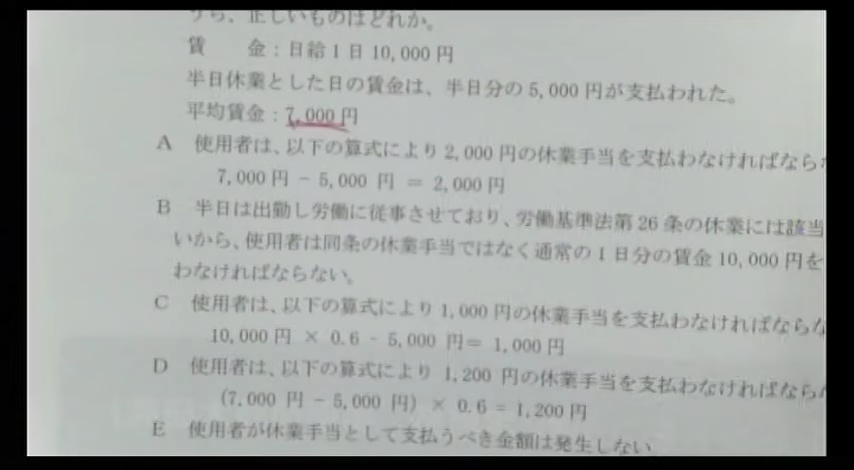 うち、正しいものはどれか。
賃　　金：日給１日 10,000 円
半日休業とした日の賃金は、半日分の 5,000 円が支払われた。
平均賃金：7,000 円
A　使用者は、以下の算式により 2,000 円の休業手当を支払わなければなら
7,000 円 － 5,000 円 ＝ 2,000 円
B　半日は出勤し労働に従事させており、労働基準法第 26 条の休業には該当
いから、使用者は同条の休業手当ではなく通常の１日分の賃金 10,000 円を
わなければならない。
C　使用者は、以下の算式により 1,000 円の休業手当を支払わなければなら
10,000 円 × 0.6 － 5,000 円＝ 1,000 円
D　使用者は、以下の算式により 1,200 円の休業手当を支払わなければなら
(7,000 円 － 5,000 円) × 0.6 ＝ 1,200 円
E　使用者が休業手当として支払うべき金額は発生しない